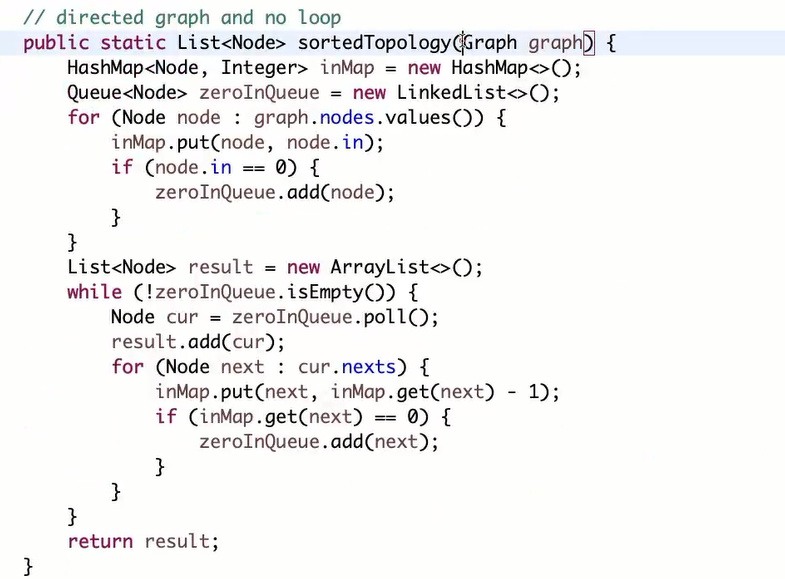 // directed graph and no loop
public static List<Node> sortedTopology(Graph graph) {
    HashMap<Node, Integer> inMap = new HashMap<>();
    Queue<Node> zeroInQueue = new LinkedList<>();
    for (Node node : graph.nodes.values()) {
        inMap.put(node, node.in);
        if (node.in == 0) {
            zeroInQueue.add(node);
        }
    }
    List<Node> result = new ArrayList<>();
    while (!zeroInQueue.isEmpty()) {
        Node cur = zeroInQueue.poll();
        result.add(cur);
        for (Node next : cur.nexts) {
            inMap.put(next, inMap.get(next) - 1);
            if (inMap.get(next) == 0) {
                zeroInQueue.add(next);
            }
        }
    }
    return result;
}